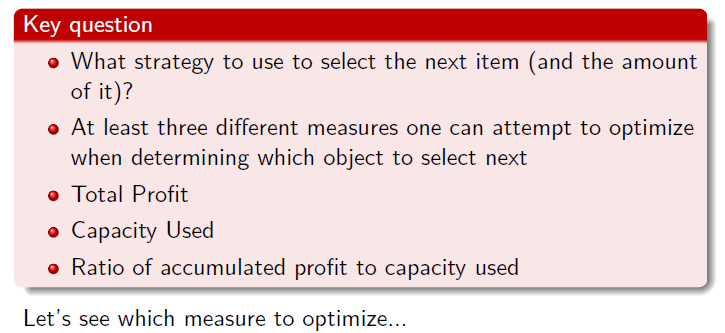 Key question
What strategy to use to select the next item (and the amount
of it)?
At least three different measures one can attempt to optimize
when determining which object to select next
Total Profit
Capacity Used
Ratio of accumulated profit to capacity used
Let's see which measure to optimize...